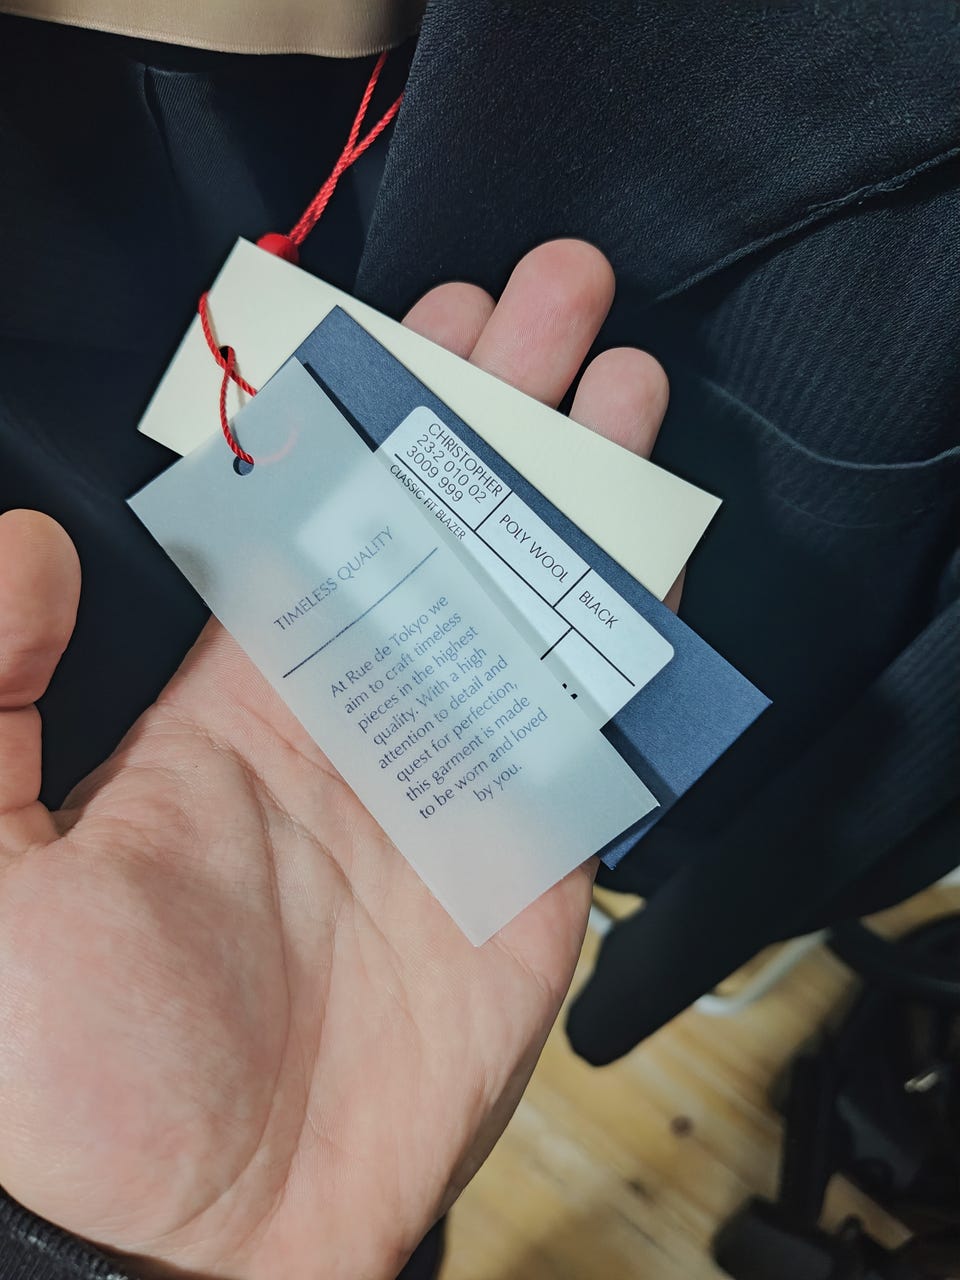 CHRISTOPHER
23-2 010 02
3009 999
POLY WOOL
BLACK
CLASSIC FIT BLAZER
TIMELESS QUALITY
At Rue de Tokyo we
aim to craft timeless
pieces in the highest
quality. With a high
attention to detail and
quest for perfection,
this garment is made
to be worn and loved
by you.